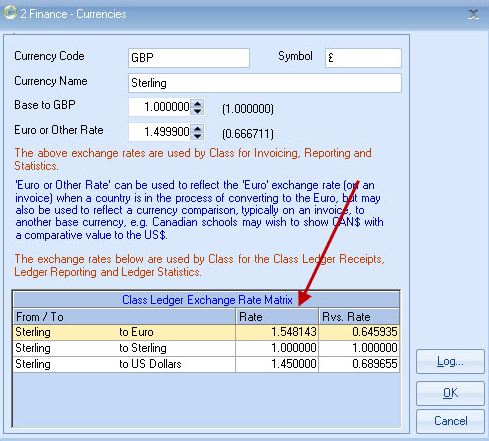 2 Finance - Currencies
Currency Code GBP Symbol £
Currency Name Sterling
Base to GBP 1.000000 (1.000000)
Euro or Other Rate 1.499900 (0.666711)
The above exchange rates are used by Class for Invoicing, Reporting and
Statistics.
'Euro or Other Rate' can be used to reflect the 'Euro' exchange rate (on an
invoice) when a country is in the process of converting to the Euro, but may
also be used to reflect a currency comparison, typically on an invoice, to
another base currency, e.g. Canadian schools may wish to show CAN$ with
a comparative value to the US$.
The exchange rates below are used by Class for the Class Ledger Receipts,
Ledger Reporting and Ledger Statistics.
Class Ledger Exchange Rate Matrix
From / To Rate Rvs. Rate
Sterling to Euro 1.548143 0.645935
Sterling to Sterling 1.000000 1.000000
Sterling to US Dollars 1.450000 0.689655
Log...
OK
Cancel